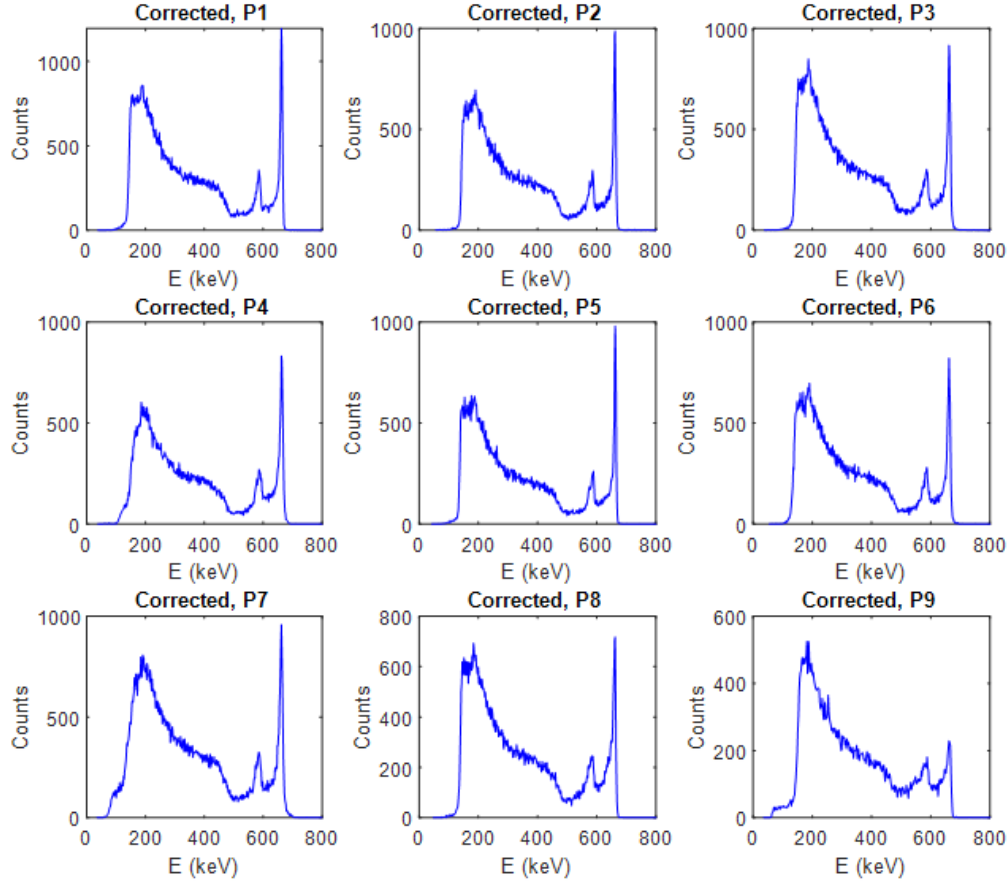 Corrected, P1
Corrected, P2
Corrected, P3
1000
500
0
Counts
0 200 400 600 800
E (keV)
1000
500
0
Counts
0 200 400 600 800
E (keV)
1000
500
0
Counts
0 200 400 600 800
E (keV)
Corrected, P4
Corrected, P5
Corrected, P6
1000
500
0
Counts
0 200 400 600 800
E (keV)
1000
500
0
Counts
0 200 400 600 800
E (keV)
1000
500
0
Counts
0 200 400 600 800
E (keV)
Corrected, P7
Corrected, P8
Corrected, P9
1000
500
0
Counts
0 200 400 600 800
E (keV)
800
600
400
200
0
Counts
0 200 400 600 800
E (keV)
600
400
200
0
Counts
0 200 400 600 800
E (keV)